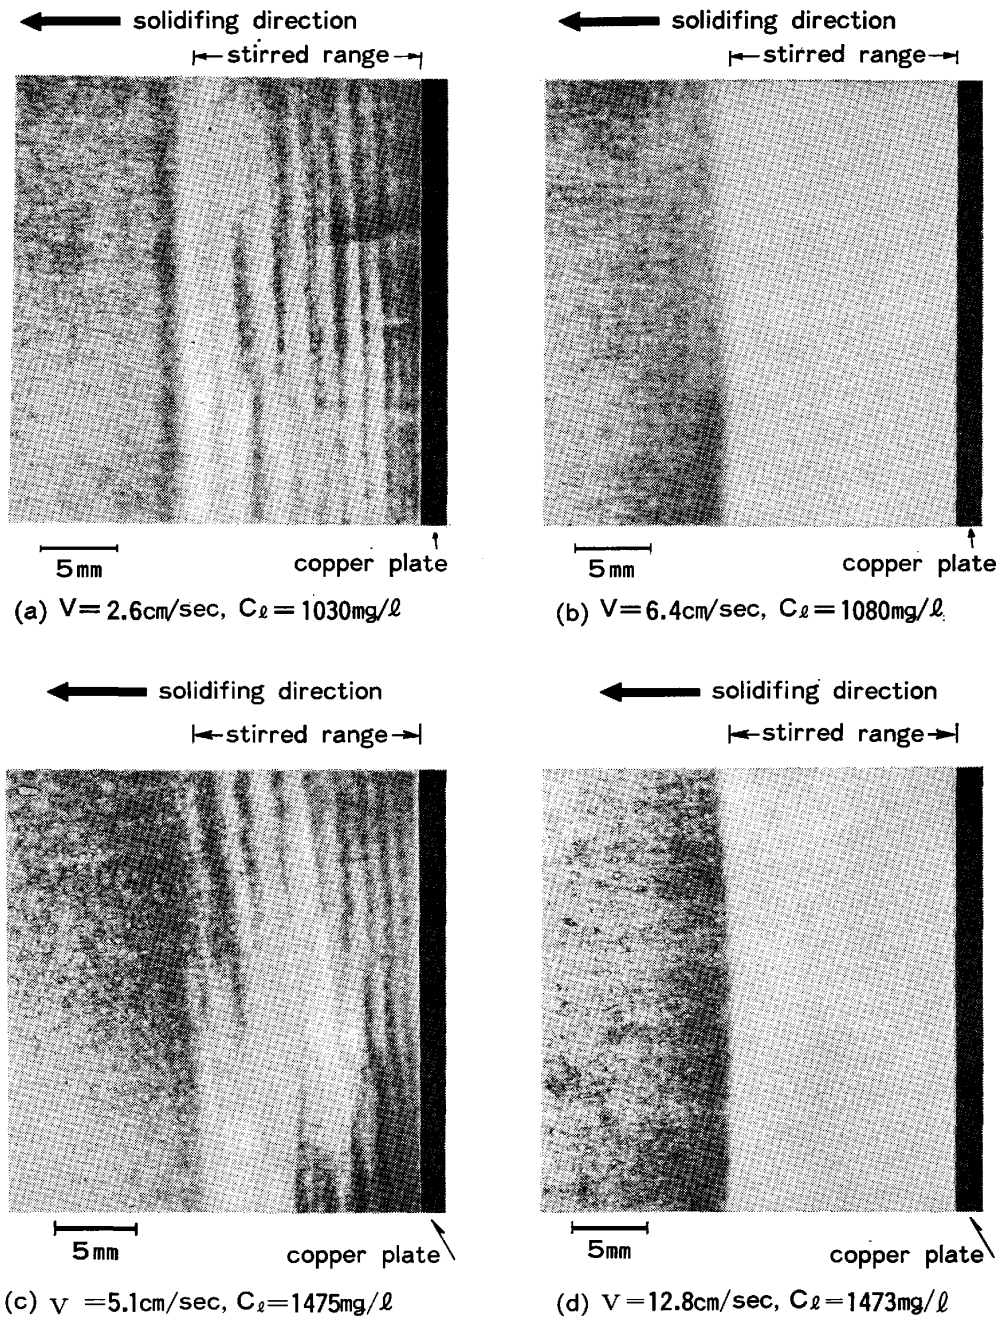 solidifing direction
stirred range
solidifing direction
stirred range
5mm
copper plate
5mm
copper plate
(a) V=2.6cm/sec, Cℓ=1030mg/ℓ
(b) V=6.4cm/sec, Cℓ=1080mg/ℓ
solidifing direction
stirred range
solidifing direction
stirred range
5mm
copper plate
5mm
copper plate
(c) V=5.1cm/sec, Cℓ=1475mg/ℓ
(d) V=12.8cm/sec, Cℓ=1473mg/ℓ